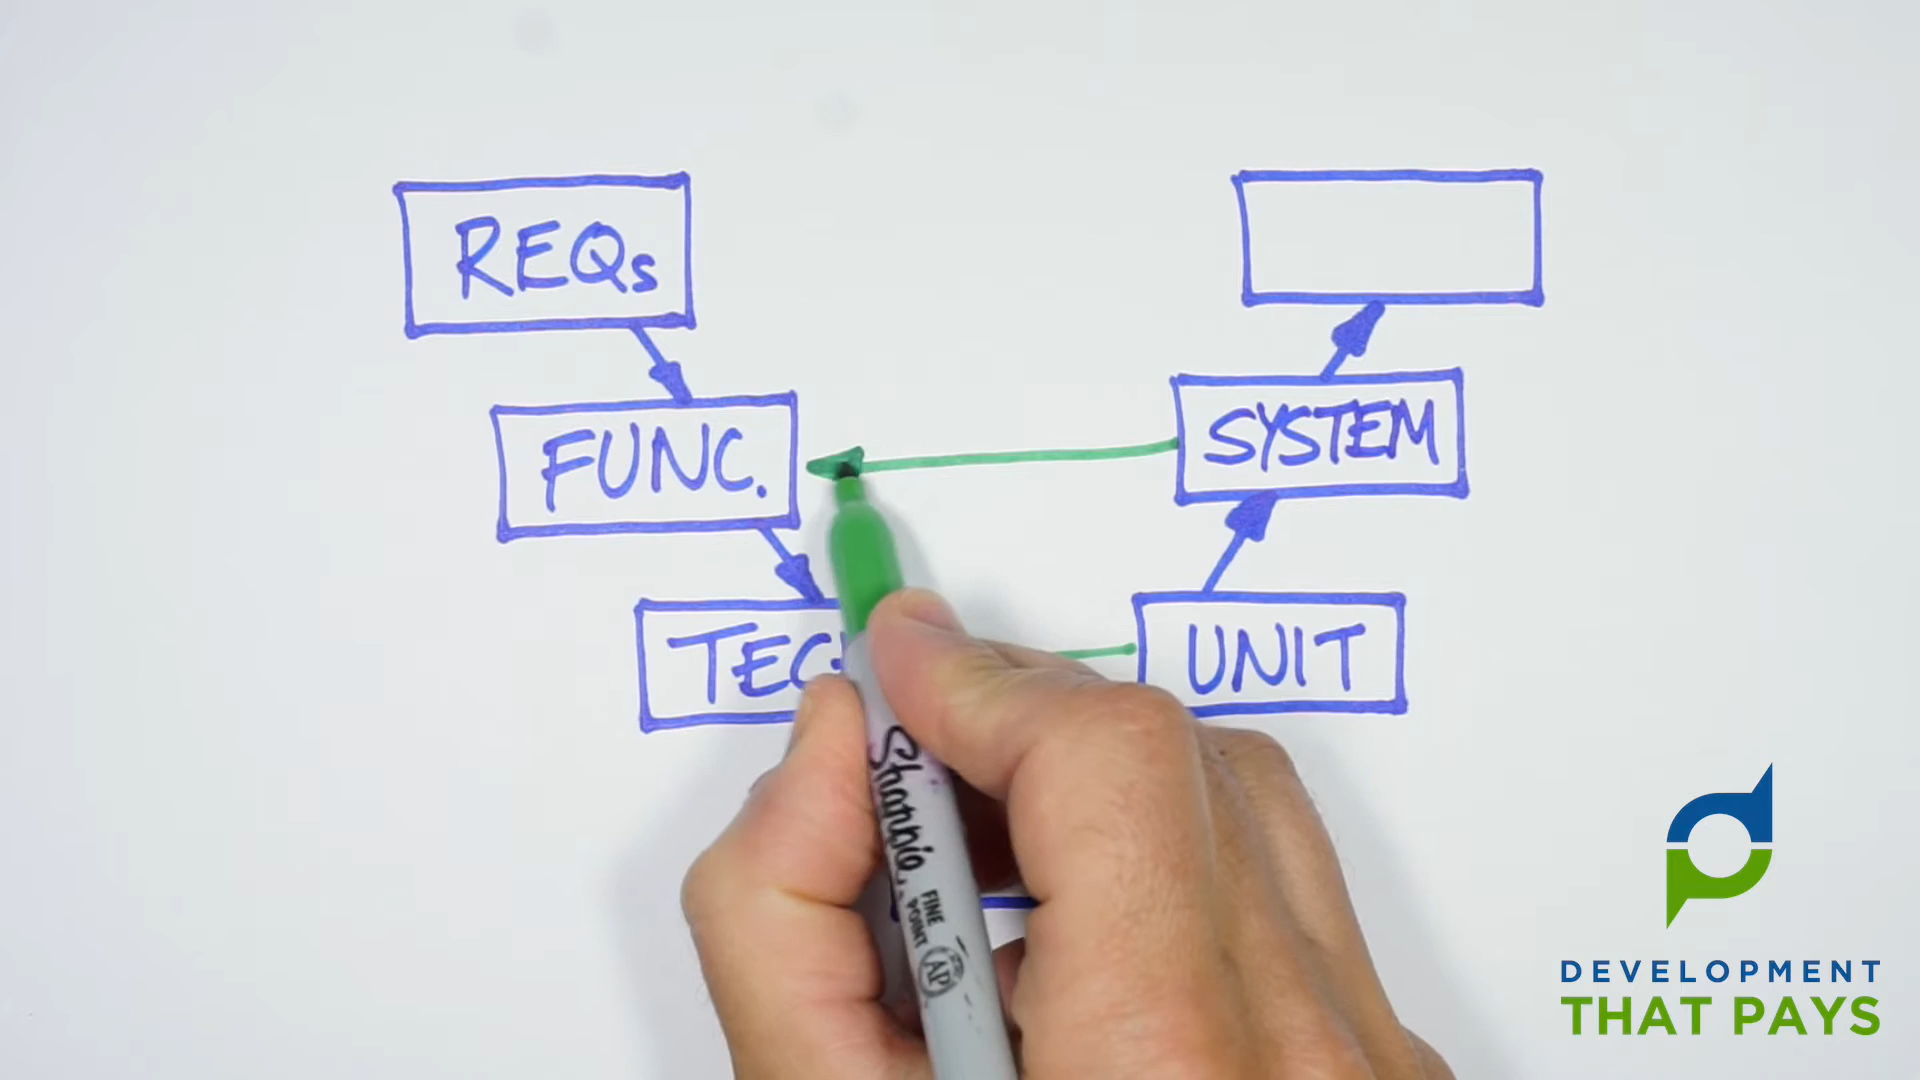 REQs
FUNC.
SYSTEM
UNIT
Sharpie.
FINE
POINT
AP
DEVELOPMENT
THAT PAYS